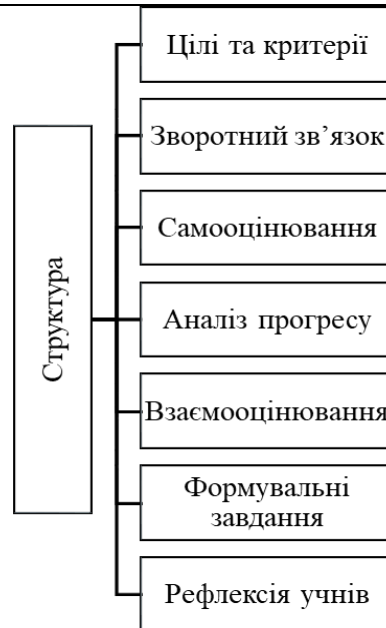 Структура
Цілі та критерії
Зворотний зв’язок
Самооцінювання
Аналіз прогресу
Взаємооцінювання
Формувальні
завдання
Рефлексія учнів